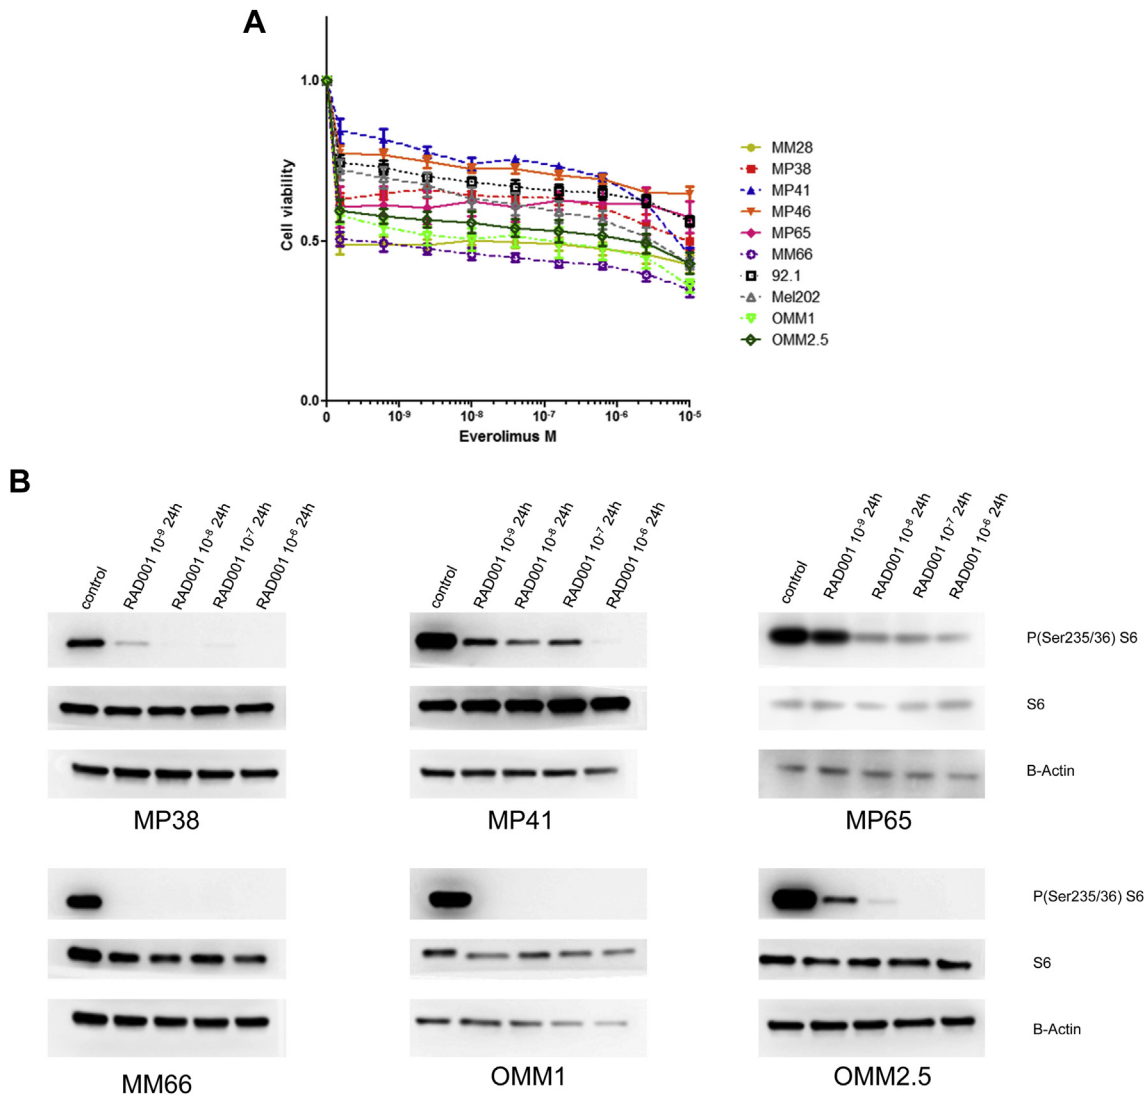 A
1.0
Cell viability
0.5
0.0
0 10-9 10-8 10-7 10-6 10-5
Everolimus M
MM28
MP38
MP41
MP46
MP65
MM66
92.1
Mel202
OMM1
OMM2.5
B
control RAD001 10-9 24h RAD001 10-8 24h RAD001 10-7 24h RAD001 10-6 24h
control RAD001 10-9 24h RAD001 10-8 24h RAD001 10-7 24h RAD001 10-6 24h
control RAD001 10-9 24h RAD001 10-8 24h RAD001 10-7 24h RAD001 10-6 24h
P(Ser235/36) S6
S6
B-Actin
MP38 MP41 MP65
P(Ser235/36) S6
S6
B-Actin
MM66 OMM1 OMM2.5